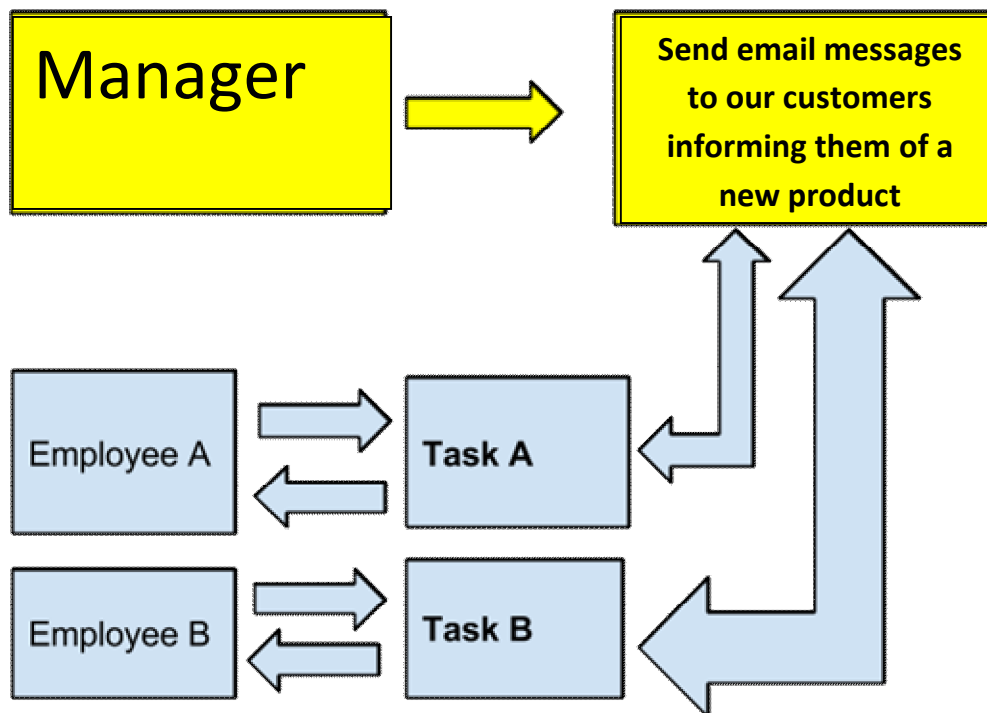 Manager
Send email messages
to our customers
informing them of a
new product
Employee A
Task A
Employee B
Task B